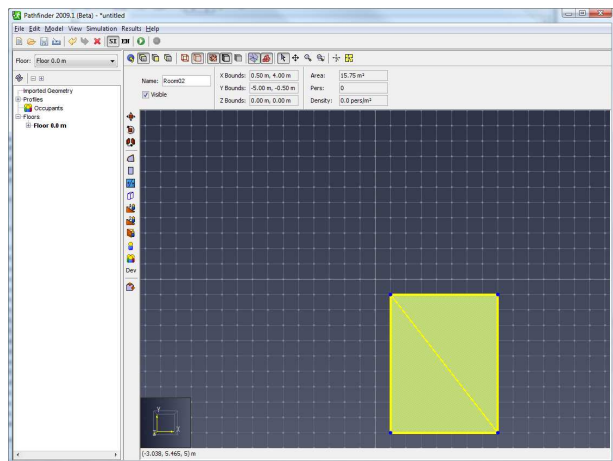 Pathfinder 2009.1 (Beta) - *untitled
File Edit Model View Simulation Results Help
SI EN
Floor: Floor 0.0 m
Name: Room02
Visible
X Bounds: 0.50 m, 4.00 m
Y Bounds: -5.00 m, -0.50 m
Z Bounds: 0.00 m, 0.00 m
Area: 15.75 m²
Pers: 0
Density: 0.0 pers/m²
Imported Geometry
Profiles
Occupants
Floors
Floor 0.0 m
Dev
Y
Z X
(-3.038, 5.465, 5) m